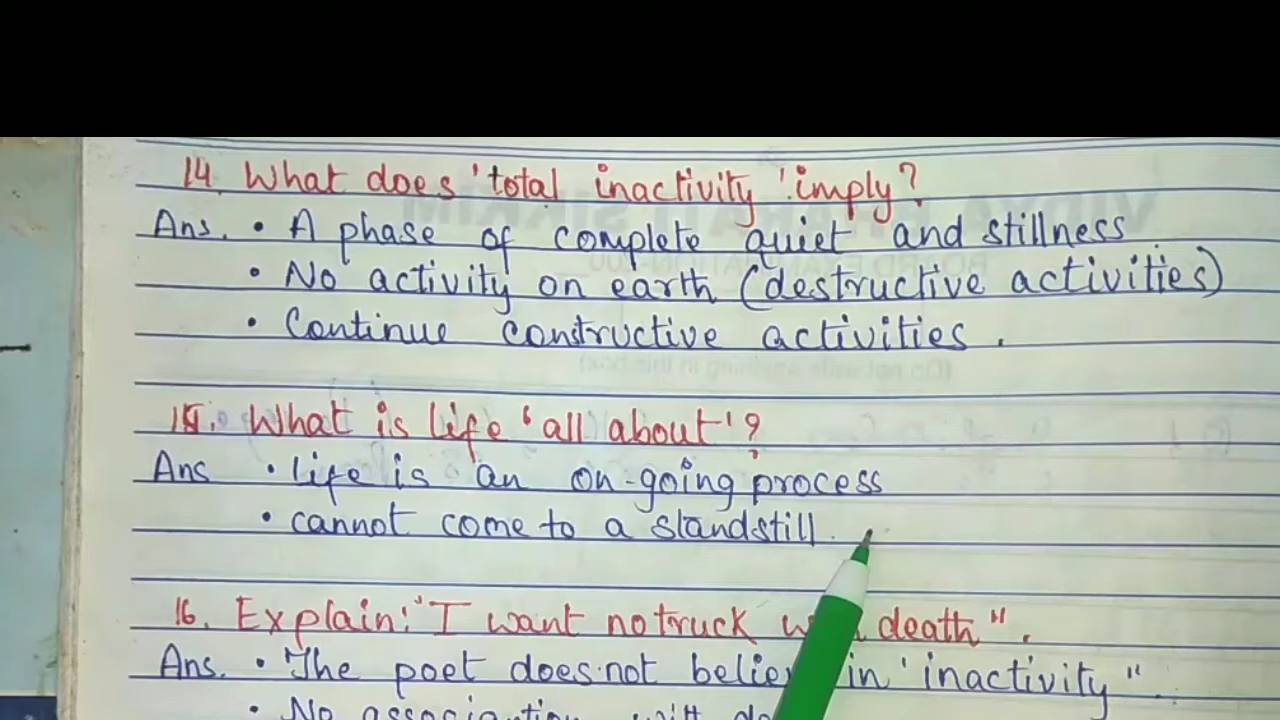 14. What does 'total inactivity' imply?
Ans. • A phase of complete quiet and stillness
• No activity on earth (destructive activities)
• Continue constructive activities.
15. What is life 'all about'?
Ans • life is an on-going process
• cannot come to a standstill.
16. Explain: "I want no truck death".
Ans. • The poet does not in "inactivity".
• No